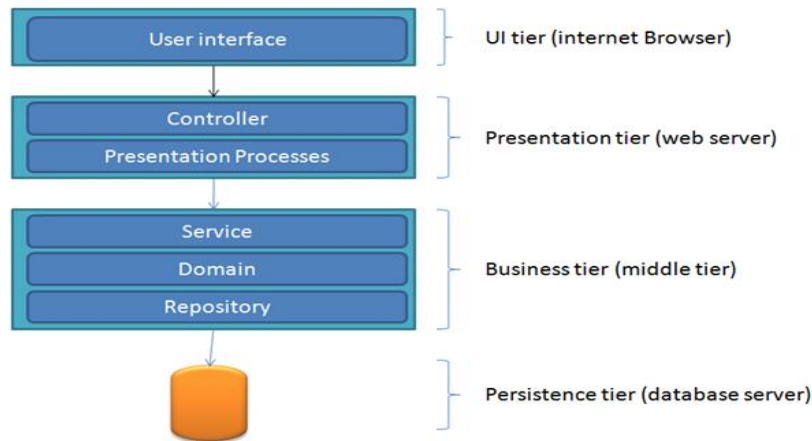 User interface
UI tier (internet Browser)
Controller
Presentation Processes
Presentation tier (web server)
Service
Domain
Repository
Business tier (middle tier)
Persistence tier (database server)